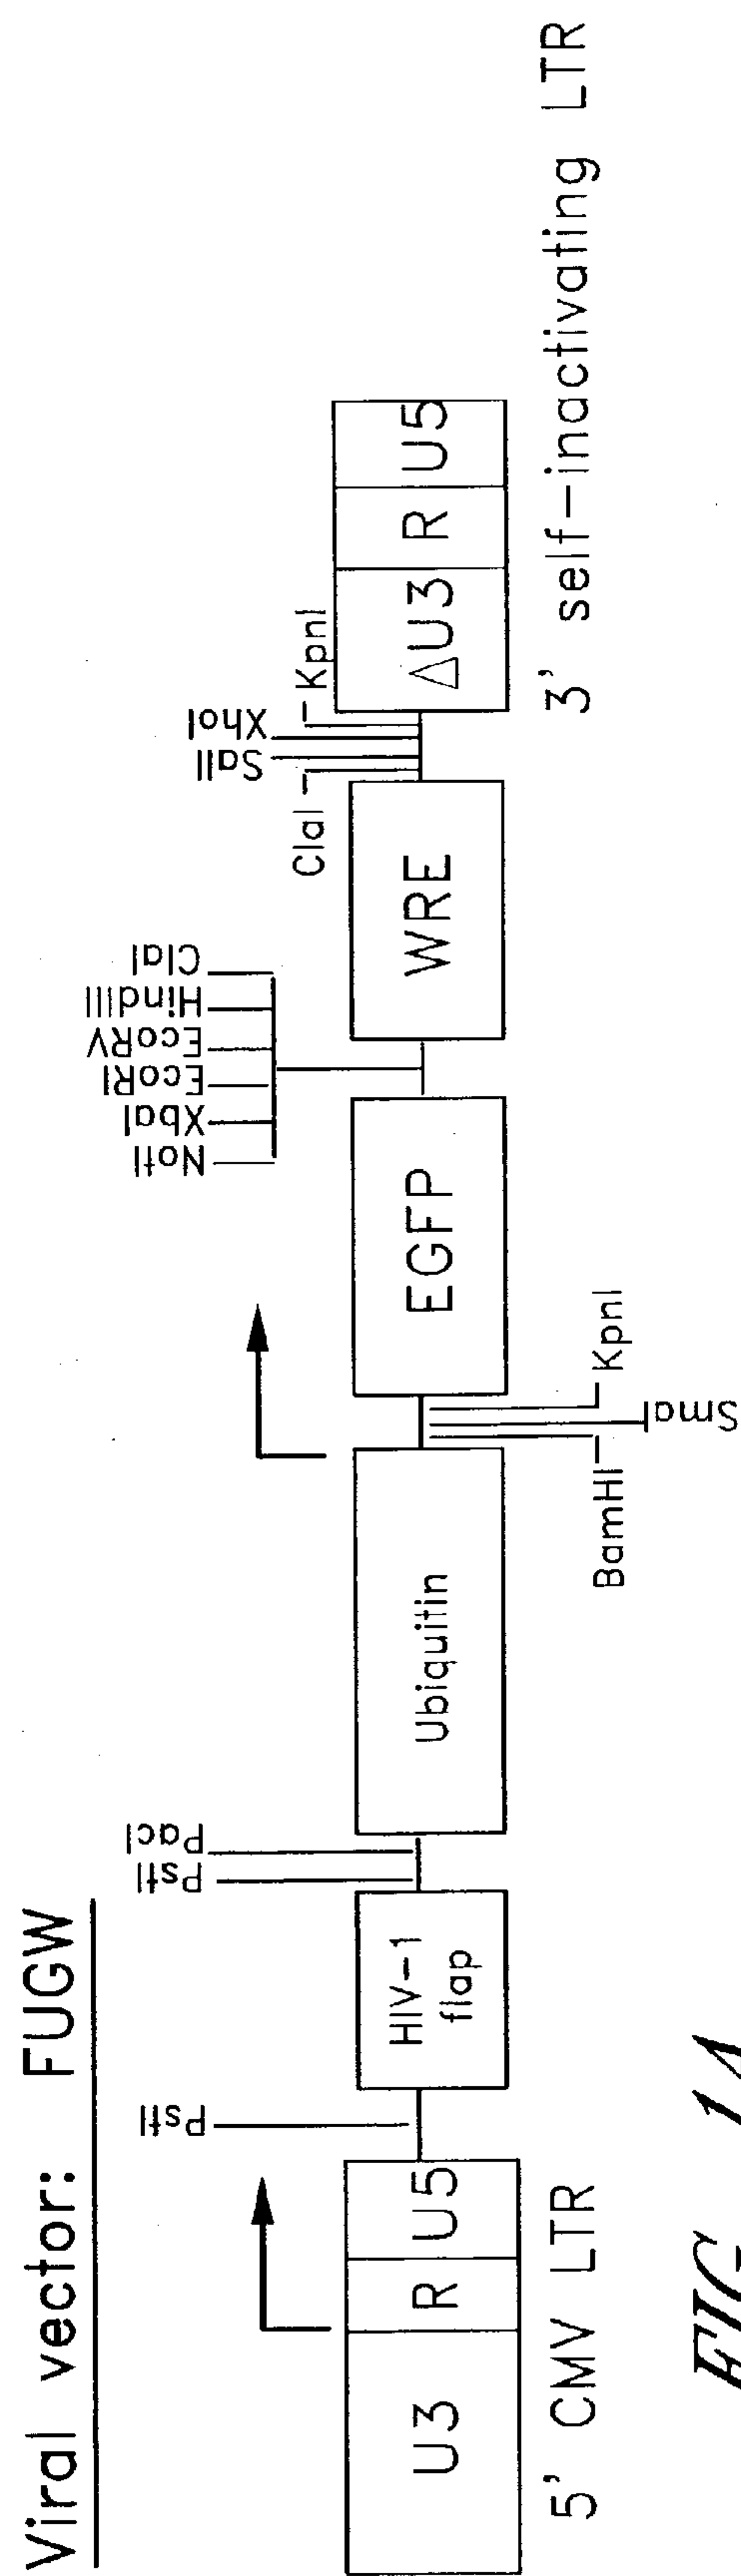 Viral vector: FUGW
U3
R
U5
5' CMV LTR
PstI
HIV-1
flap
PstI
PacI
Ubiquitin
BamHI
SmaI
KpnI
EGFP
NotI
XbaI
EcoRI
EcoRV
HindIII
ClaI
WRE
ClaI
SalI
XhoI
KpnI
△U3
R
U5
3' self-inactivating LTR
FIG. 1A